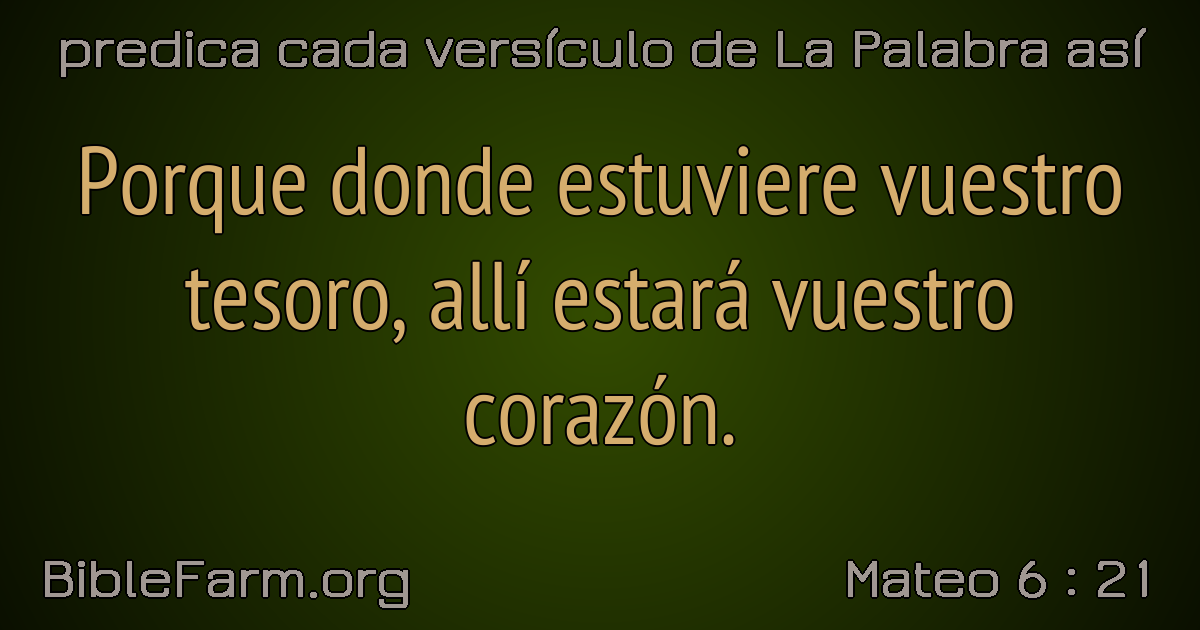 predica cada versículo de La Palabra así
Porque donde estuviere vuestro
tesoro, allí estará vuestro
corazón.
BibleFarm.org
Mateo 6 : 21